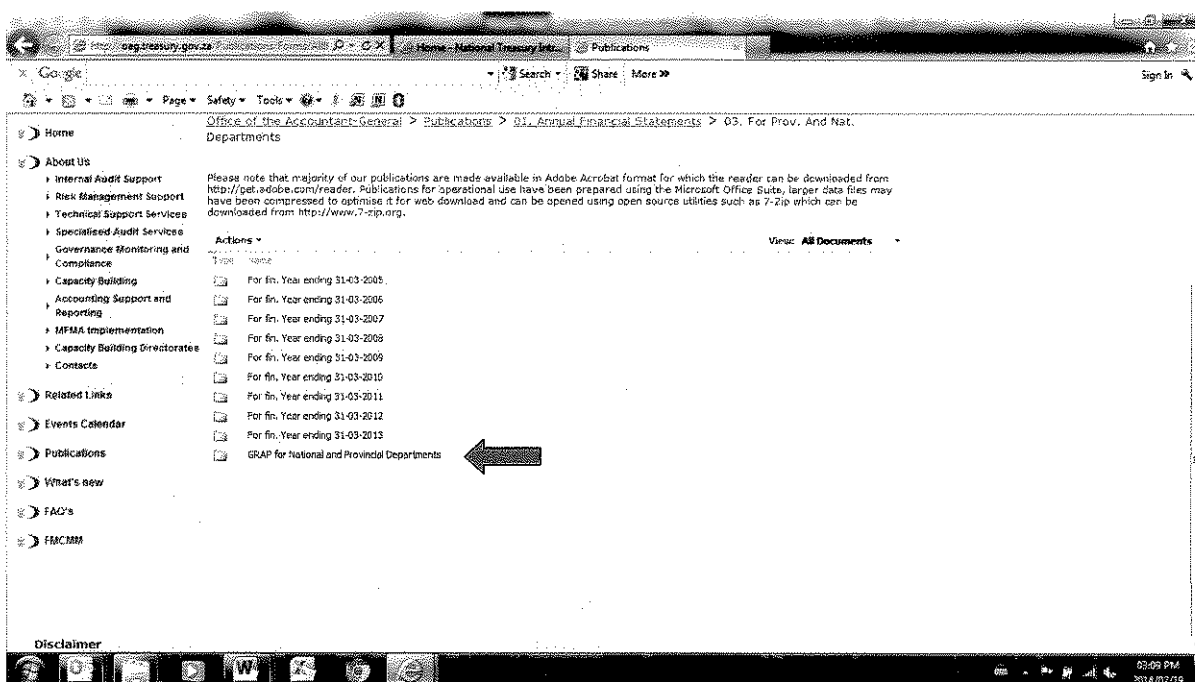 oag.treasury.gov.za
Home - National Treasury Intr...
Publications
Google
Search
Share
More
Sign In
Page
Safety
Tools
Home
About Us
Internal Audit Support
Risk Management Support
Technical Support Services
Specialised Audit Services
Governance Monitoring and
Compliance
Capacity Building
Accounting Support and
Reporting
MFMA Implementation
Capacity Building Directorates
Contacts
Related Links
Events Calendar
Publications
What's new
FAQ's
FMCMM
Office of the Accountant-General > Publications > 01. Annual Financial Statements > 03. For Prov. And Nat.
Departments
Please note that majority of our publications are made available in Adobe Acrobat format for which the reader can be downloaded from
http://get.adobe.com/reader. Publications for operational use have been prepared using the Microsoft Office Suite, larger data files may
have been compressed to optimise it for web download and can be opened using open source utilities such as 7-Zip which can be
downloaded from http://www.7-zip.org.
Actions
View: All Documents
Type Name
For fin. Year ending 31-03-2005
For fin. Year ending 31-03-2006
For fin. Year ending 31-03-2007
For fin. Year ending 31-03-2008
For fin. Year ending 31-03-2009
For fin. Year ending 31-03-2010
For fin. Year ending 31-03-2011
For fin. Year ending 31-03-2012
For fin. Year ending 31-03-2013
GRAP for National and Provincial Departments
Disclaimer
03:09 PM
2014/02/19